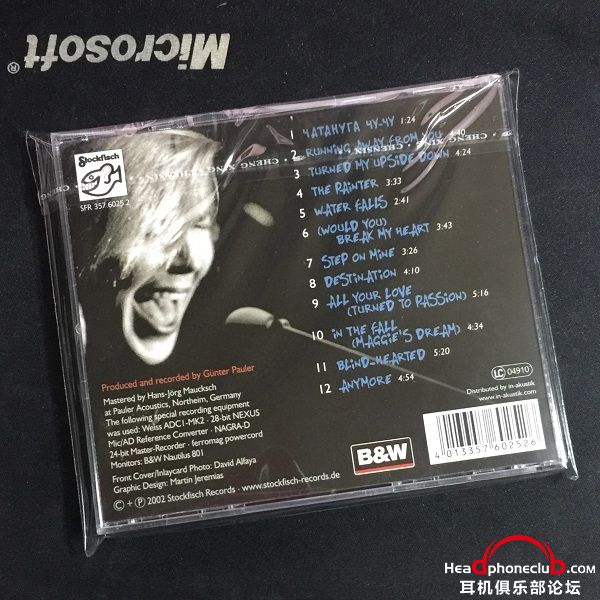 Microsoft®
Stockfisch
SFR 357.6025 2
1 ЧАТАНУГА ЧУ-ЧУ 1:24
2 RUNNING AWAY FROM YOU 4:40
CHENG XING · CHENSIN · CHENG XING · CHENSIN
3 TURNED MY UPSIDE DOWN 4:24
4 THE PAINTER 3:33
5 WATER FALLS 2:41
6 (WOULD YOU)
BREAK MY HEART 3:43
7 STEP ON MINE 3:26
8 DESTINATION 4:10
9 ALL YOUR LOVE
(TURNED TO PASSION) 5:16
10 IN THE FALL
(MAGGIE'S DREAM) 4:34
11 BLIND-HEARTED 5:20
12 ANYMORE 4:54
Produced and recorded by Günter Pauler
Mastered by Hans-Jörg Maucksch
at Pauler Acoustics, Northeim, Germany
The following special recording equipment
was used: Weiss ADC1-MK2 · 28-bit NEXUS
Mic/AD Reference Converter · NAGRA-D
24-bit Master-Recorder · ferromag powercord
Monitors: B&W Nautilus 801
Front Cover/Inlaycard Photo: David Alfaya
Graphic Design: Martin Jeremias
© + ℗ 2002 Stockfisch Records · www.stockfisch-records.de
B&W
LC 04910
Distributed by in-akustik
www.in-akustik.com
4 013357 602526
Headphoneclub.com
耳机俱乐部论坛